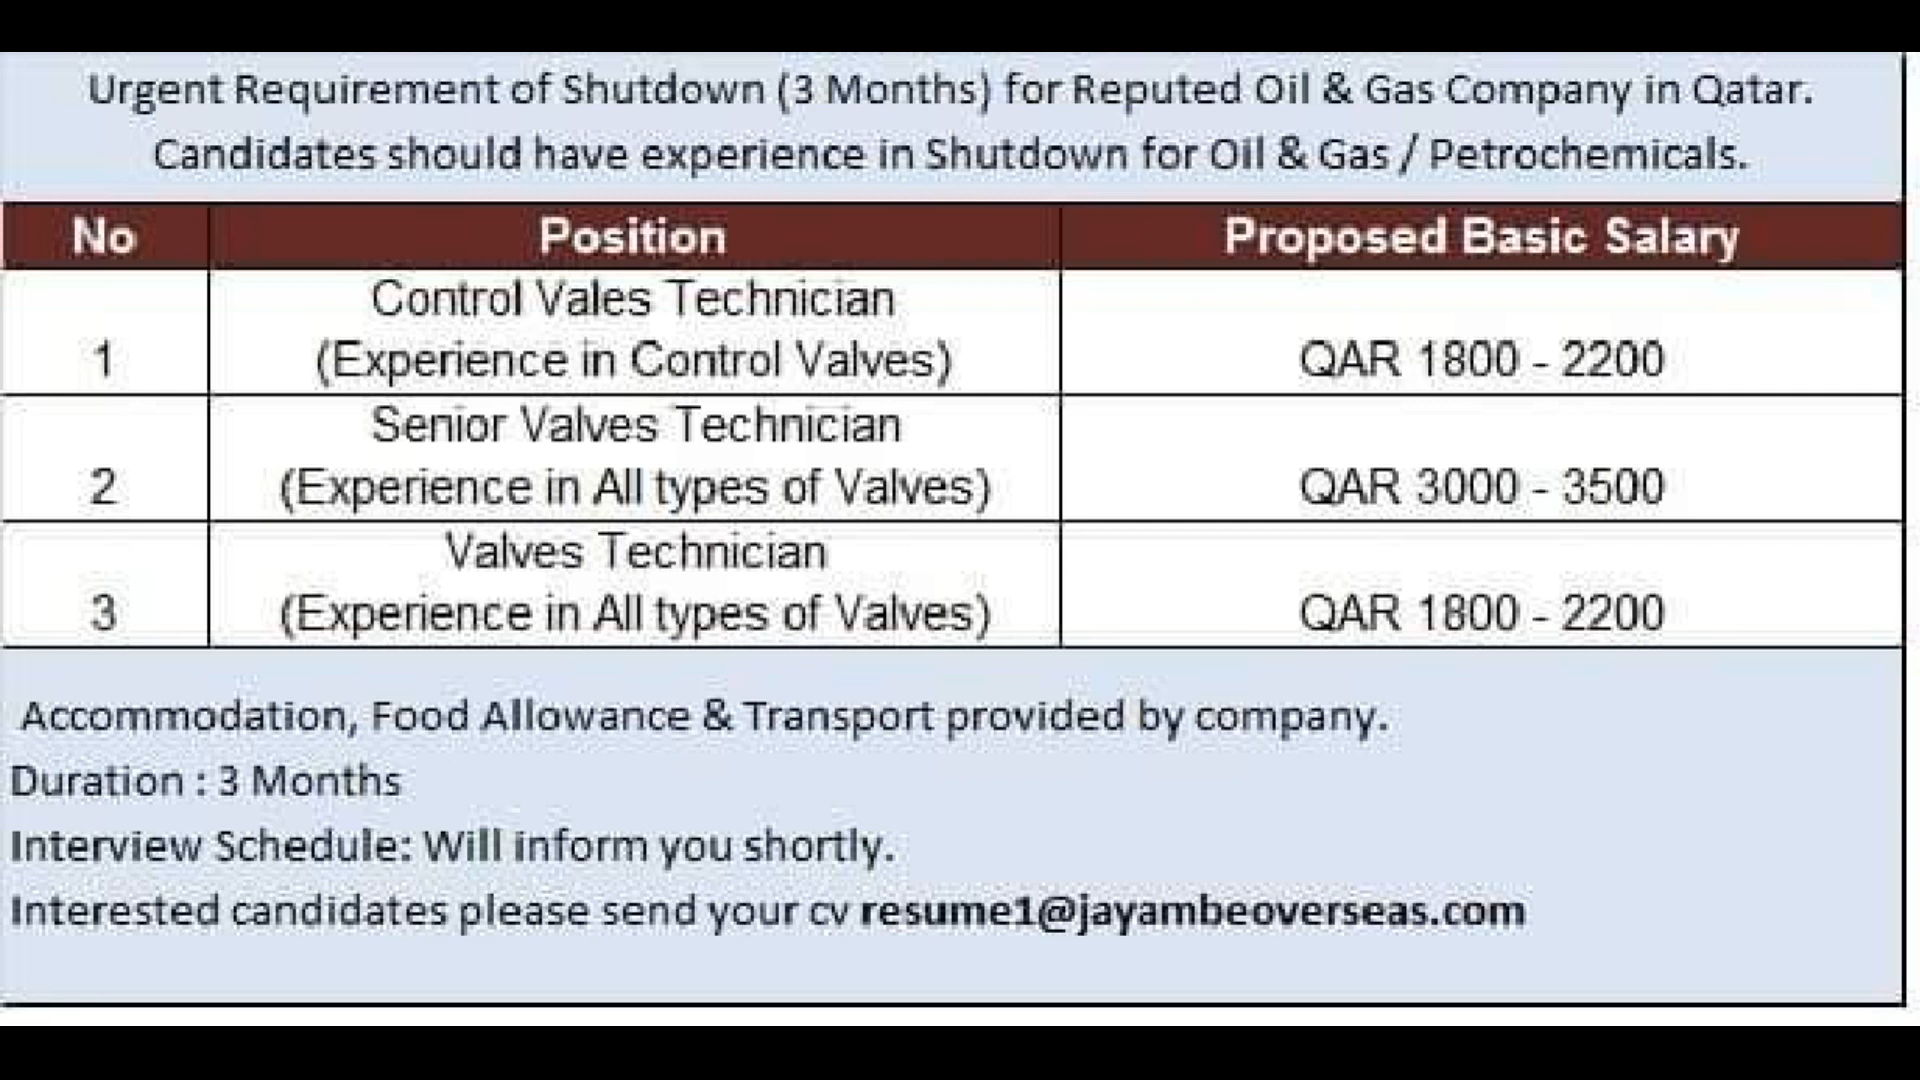 Urgent Requirement of Shutdown (3 Months) for Reputed Oil & Gas Company in Qatar.
Candidates should have experience in Shutdown for Oil & Gas / Petrochemicals.
No Position Proposed Basic Salary
Control Vales Technician
1 (Experience in Control Valves) QAR 1800 - 2200
Senior Valves Technician
2 (Experience in All types of Valves) QAR 3000 - 3500
Valves Technician
3 (Experience in All types of Valves) QAR 1800 - 2200
Accommodation, Food Allowance & Transport provided by company.
Duration : 3 Months
Interview Schedule: Will inform you shortly.
Interested candidates please send your cv resume1@jayambeoverseas.com